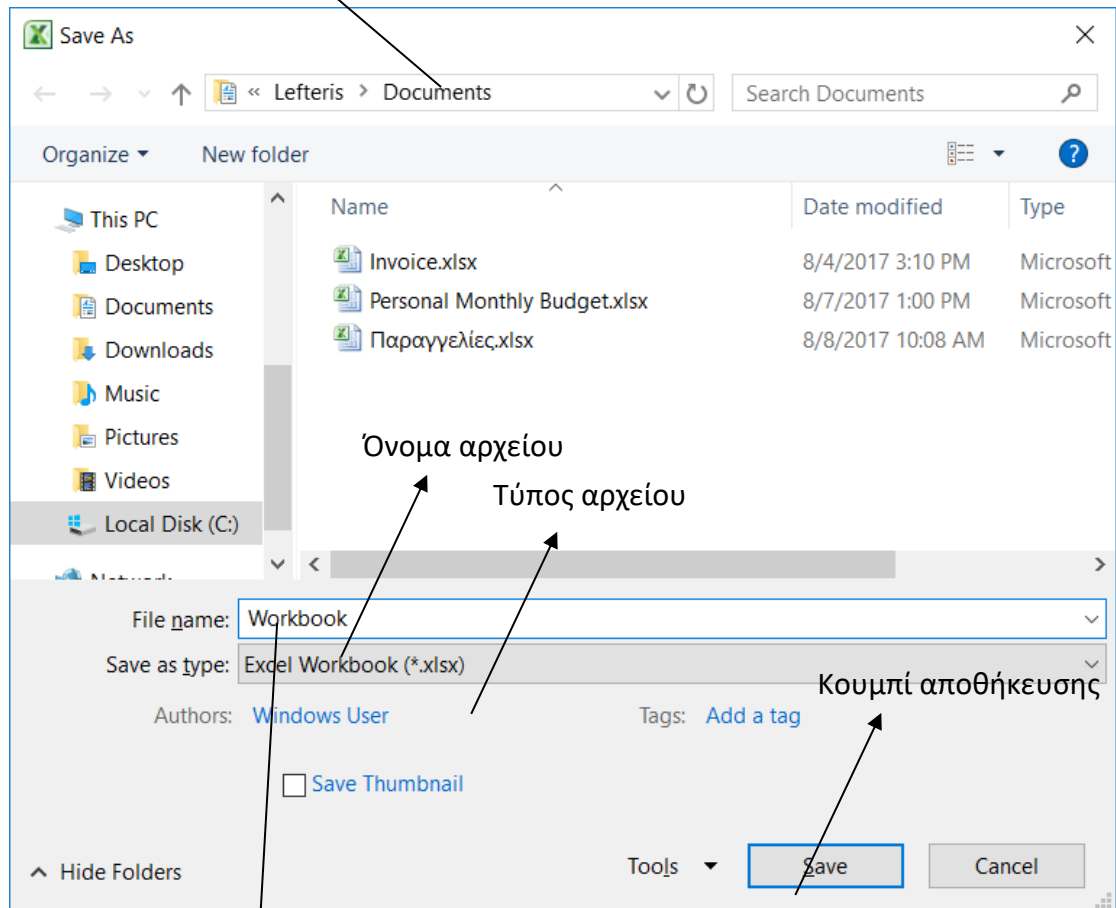 Save As
« Lefteris > Documents
Search Documents
Organize
New folder
?
Name
Date modified
Type
This PC
Desktop
Documents
Downloads
Music
Pictures
Videos
Local Disk (C:)
Network
Invoice.xlsx 8/4/2017 3:10 PM Microsoft
Personal Monthly Budget.xlsx 8/7/2017 1:00 PM Microsoft
Παραγγελίες.xlsx 8/8/2017 10:08 AM Microsoft
Όνομα αρχείου
Τύπος αρχείου
File name: Workbook
Save as type: Excel Workbook (*.xlsx)
Κουμπί αποθήκευσης
Authors: Windows User
Tags: Add a tag
Save Thumbnail
Hide Folders
Tools
Save
Cancel